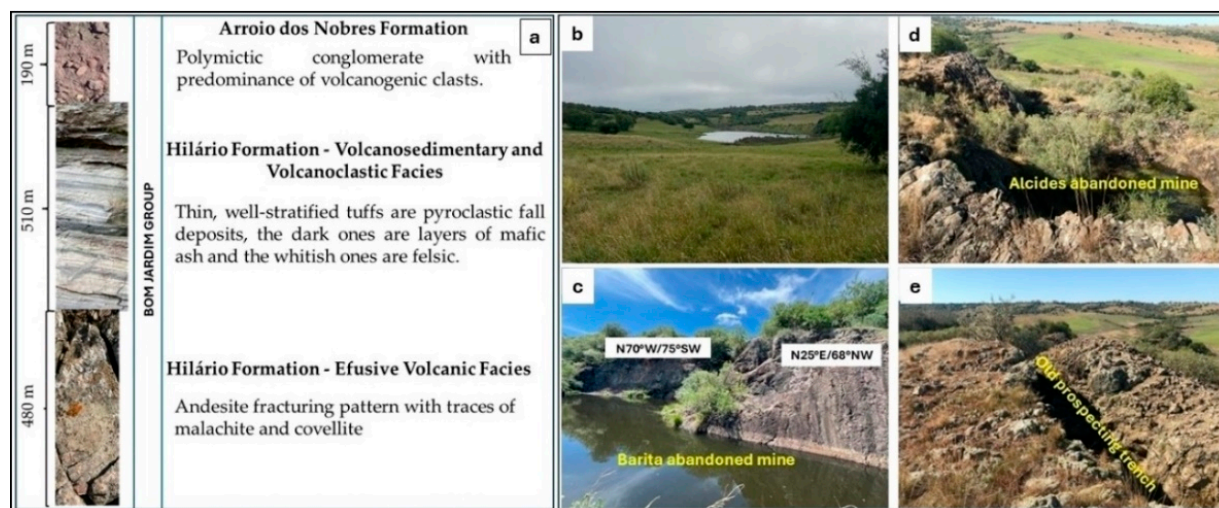 a
190 m
510 m
480 m
BOM JARDIM GROUP
Arroio dos Nobres Formation
Polymictic conglomerate with
predominance of volcanogenic clasts.
Hilário Formation - Volcanosedimentary and
Volcanoclastic Facies
Thin, well-stratified tuffs are pyroclastic fall
deposits, the dark ones are layers of mafic
ash and the whitish ones are felsic.
Hilário Formation - Efusive Volcanic Facies
Andesite fracturing pattern with traces of
malachite and covellite
b
c
N70°W/75°SW
N25°E/68°NW
Barita abandoned mine
d
Alcides abandoned mine
e
Old prospecting trench